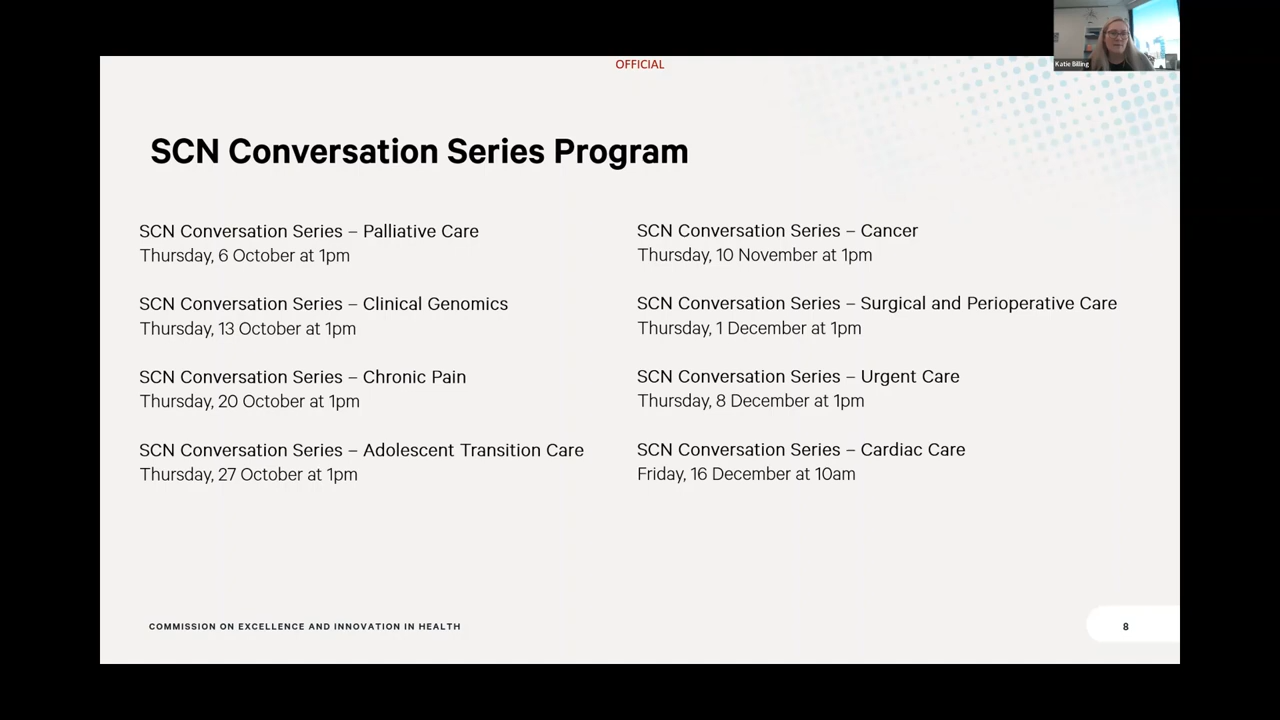 OFFICIAL
Katie Billing
SCN Conversation Series Program
SCN Conversation Series – Palliative Care
Thursday, 6 October at 1pm
SCN Conversation Series – Clinical Genomics
Thursday, 13 October at 1pm
SCN Conversation Series – Chronic Pain
Thursday, 20 October at 1pm
SCN Conversation Series – Adolescent Transition Care
Thursday, 27 October at 1pm
SCN Conversation Series – Cancer
Thursday, 10 November at 1pm
SCN Conversation Series – Surgical and Perioperative Care
Thursday, 1 December at 1pm
SCN Conversation Series – Urgent Care
Thursday, 8 December at 1pm
SCN Conversation Series – Cardiac Care
Friday, 16 December at 10am
COMMISSION ON EXCELLENCE AND INNOVATION IN HEALTH
8